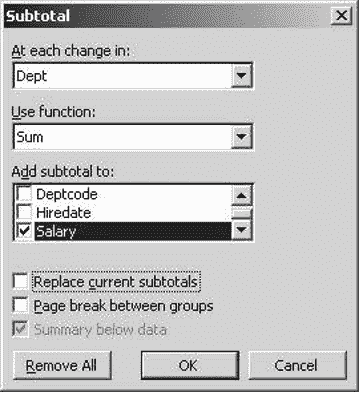 Subtotal
At each change in:
Dept
Use function:
Sum
Add subtotal to:
Deptcode
Hiredate
Salary
Replace current subtotals
Page break between groups
Summary below data
Remove All
OK
Cancel